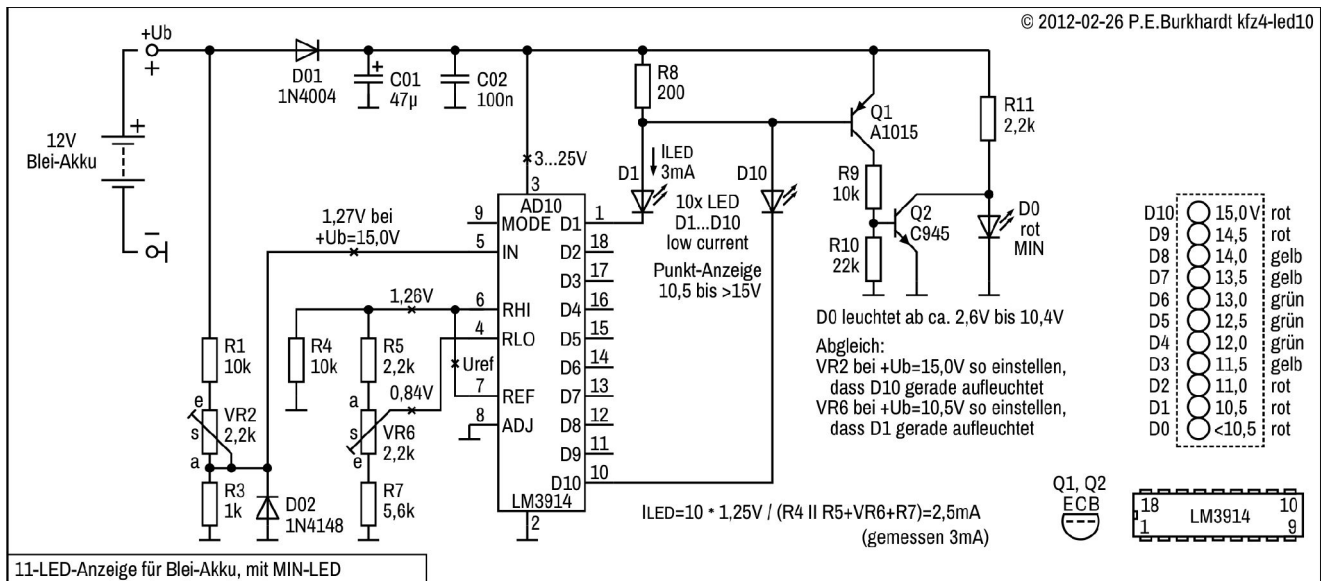 © 2012-02-26 P.E.Burkhardt kfz4-led10
+Ub
+
D01
1N4004
+
C01
47µ
C02
100n
R8
200
Q1
A1015
R11
2,2k
12V
Blei-Akku
+
−
3...25V
3
ILED
3mA
D1
D10
R9
10k
Q2
C945
D0
rot
MIN
R10
22k
1,27V bei
+Ub=15,0V
10x LED
D1...D10
low current
Punkt-Anzeige
10,5 bis >15V
AD10
9
MODE
5
IN
6
RHI
4
RLO
7
REF
8
ADJ
D1
1
D2
18
D3
17
D4
16
D5
15
D6
14
D7
13
D8
12
D9
11
D10
10
LM3914
2
1,26V
Uref
0,84V
R1
10k
R4
10k
R5
2,2k
e
s
a
VR2
2,2k
a
s
e
VR6
2,2k
R3
1k
D02
1N4148
R7
5,6k
D0 leuchtet ab ca. 2,6V bis 10,4V
Abgleich:
VR2 bei +Ub=15,0V so einstellen,
dass D10 gerade aufleuchtet
VR6 bei +Ub=10,5V so einstellen,
dass D1 gerade aufleuchtet
D10 15,0V rot
D9 14,5 rot
D8 14,0 gelb
D7 13,5 gelb
D6 13,0 grün
D5 12,5 grün
D4 12,0 grün
D3 11,5 gelb
D2 11,0 rot
D1 10,5 rot
D0 <10,5 rot
ILED=10 * 1,25V / (R4 II R5+VR6+R7)=2,5mA
(gemessen 3mA)
Q1, Q2
ECB
18 10
LM3914
1 9
11-LED-Anzeige für Blei-Akku, mit MIN-LED